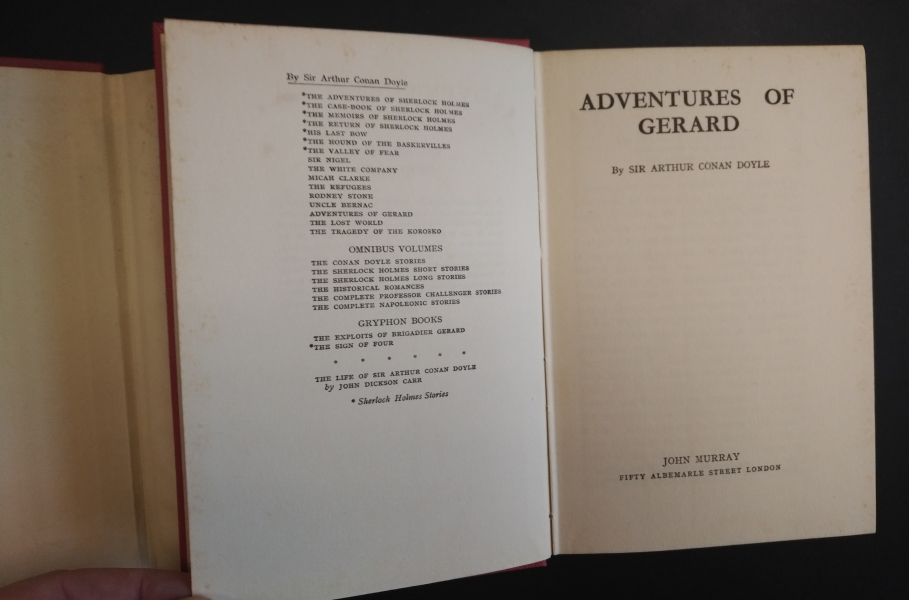 By Sir Arthur Conan Doyle
*THE ADVENTURES OF SHERLOCK HOLMES
*THE CASE-BOOK OF SHERLOCK HOLMES
*THE MEMOIRS OF SHERLOCK HOLMES
*THE RETURN OF SHERLOCK HOLMES
*HIS LAST BOW
*THE HOUND OF THE BASKERVILLES
*THE VALLEY OF FEAR
SIR NIGEL
THE WHITE COMPANY
MICAH CLARKE
THE REFUGEES
RODNEY STONE
UNCLE BERNAC
ADVENTURES OF GERARD
THE LOST WORLD
THE TRAGEDY OF THE KOROSKO
OMNIBUS VOLUMES
THE CONAN DOYLE STORIES
THE SHERLOCK HOLMES SHORT STORIES
THE SHERLOCK HOLMES LONG STORIES
THE HISTORICAL ROMANCES
THE COMPLETE PROFESSOR CHALLENGER STORIES
THE COMPLETE NAPOLEONIC STORIES
GRYPHON BOOKS
THE EXPLOITS OF BRIGADIER GERARD
*THE SIGN OF FOUR
* * * * * *
THE LIFE OF SIR ARTHUR CONAN DOYLE
by JOHN DICKSON CARR
* Sherlock Holmes Stories
ADVENTURES OF
GERARD
By SIR ARTHUR CONAN DOYLE
JOHN MURRAY
FIFTY ALBEMARLE STREET LONDON